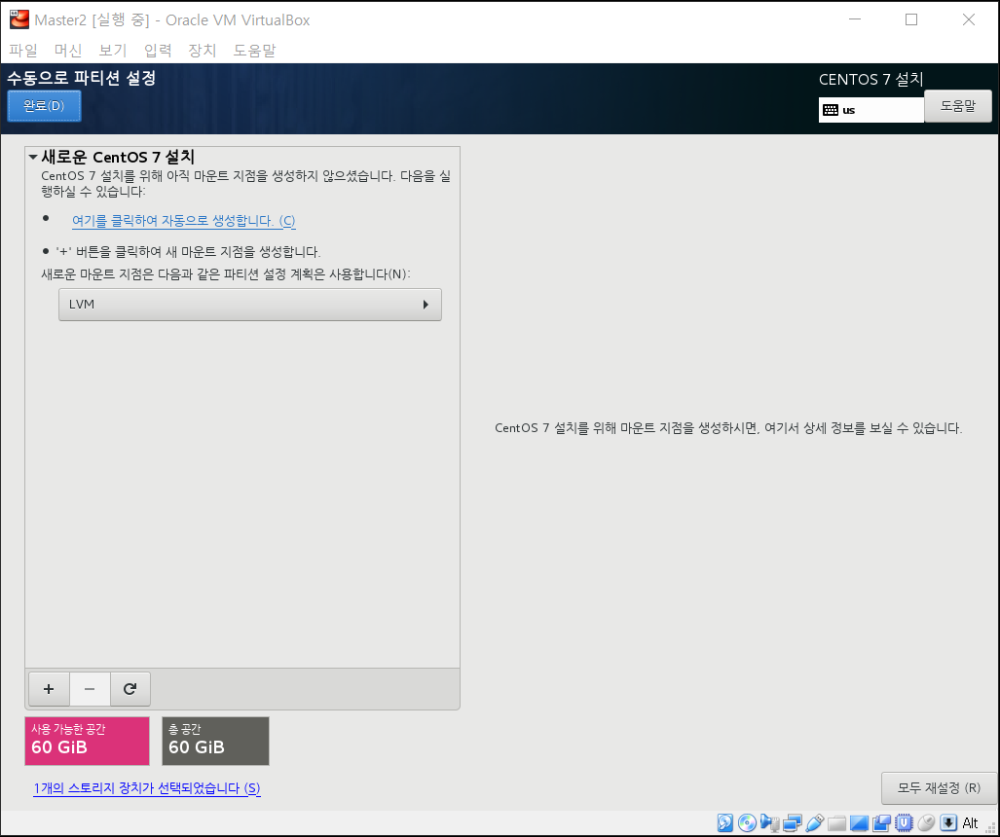 Master2 [실행 중] - Oracle VM VirtualBox
파일 머신 보기 입력 장치 도움말
수동으로 파티션 설정
CENTOS 7 설치
완료(D)
us
도움말
새로운 CentOS 7 설치
CentOS 7 설치를 위해 아직 마운트 지점을 생성하지 않으셨습니다. 다음을 실
행하실 수 있습니다:
여기를 클릭하여 자동으로 생성합니다. (C)
'+' 버튼을 클릭하여 새 마운트 지점을 생성합니다.
새로운 마운트 지점은 다음과 같은 파티션 설정 계획은 사용합니다(N):
LVM
CentOS 7 설치를 위해 마운트 지점을 생성하시면, 여기서 상세 정보를 보실 수 있습니다.
사용 가능한 공간
60 GiB
총 공간
60 GiB
1개의 스토리지 장치가 선택되었습니다 (S)
모두 재설정 (R)
Alt